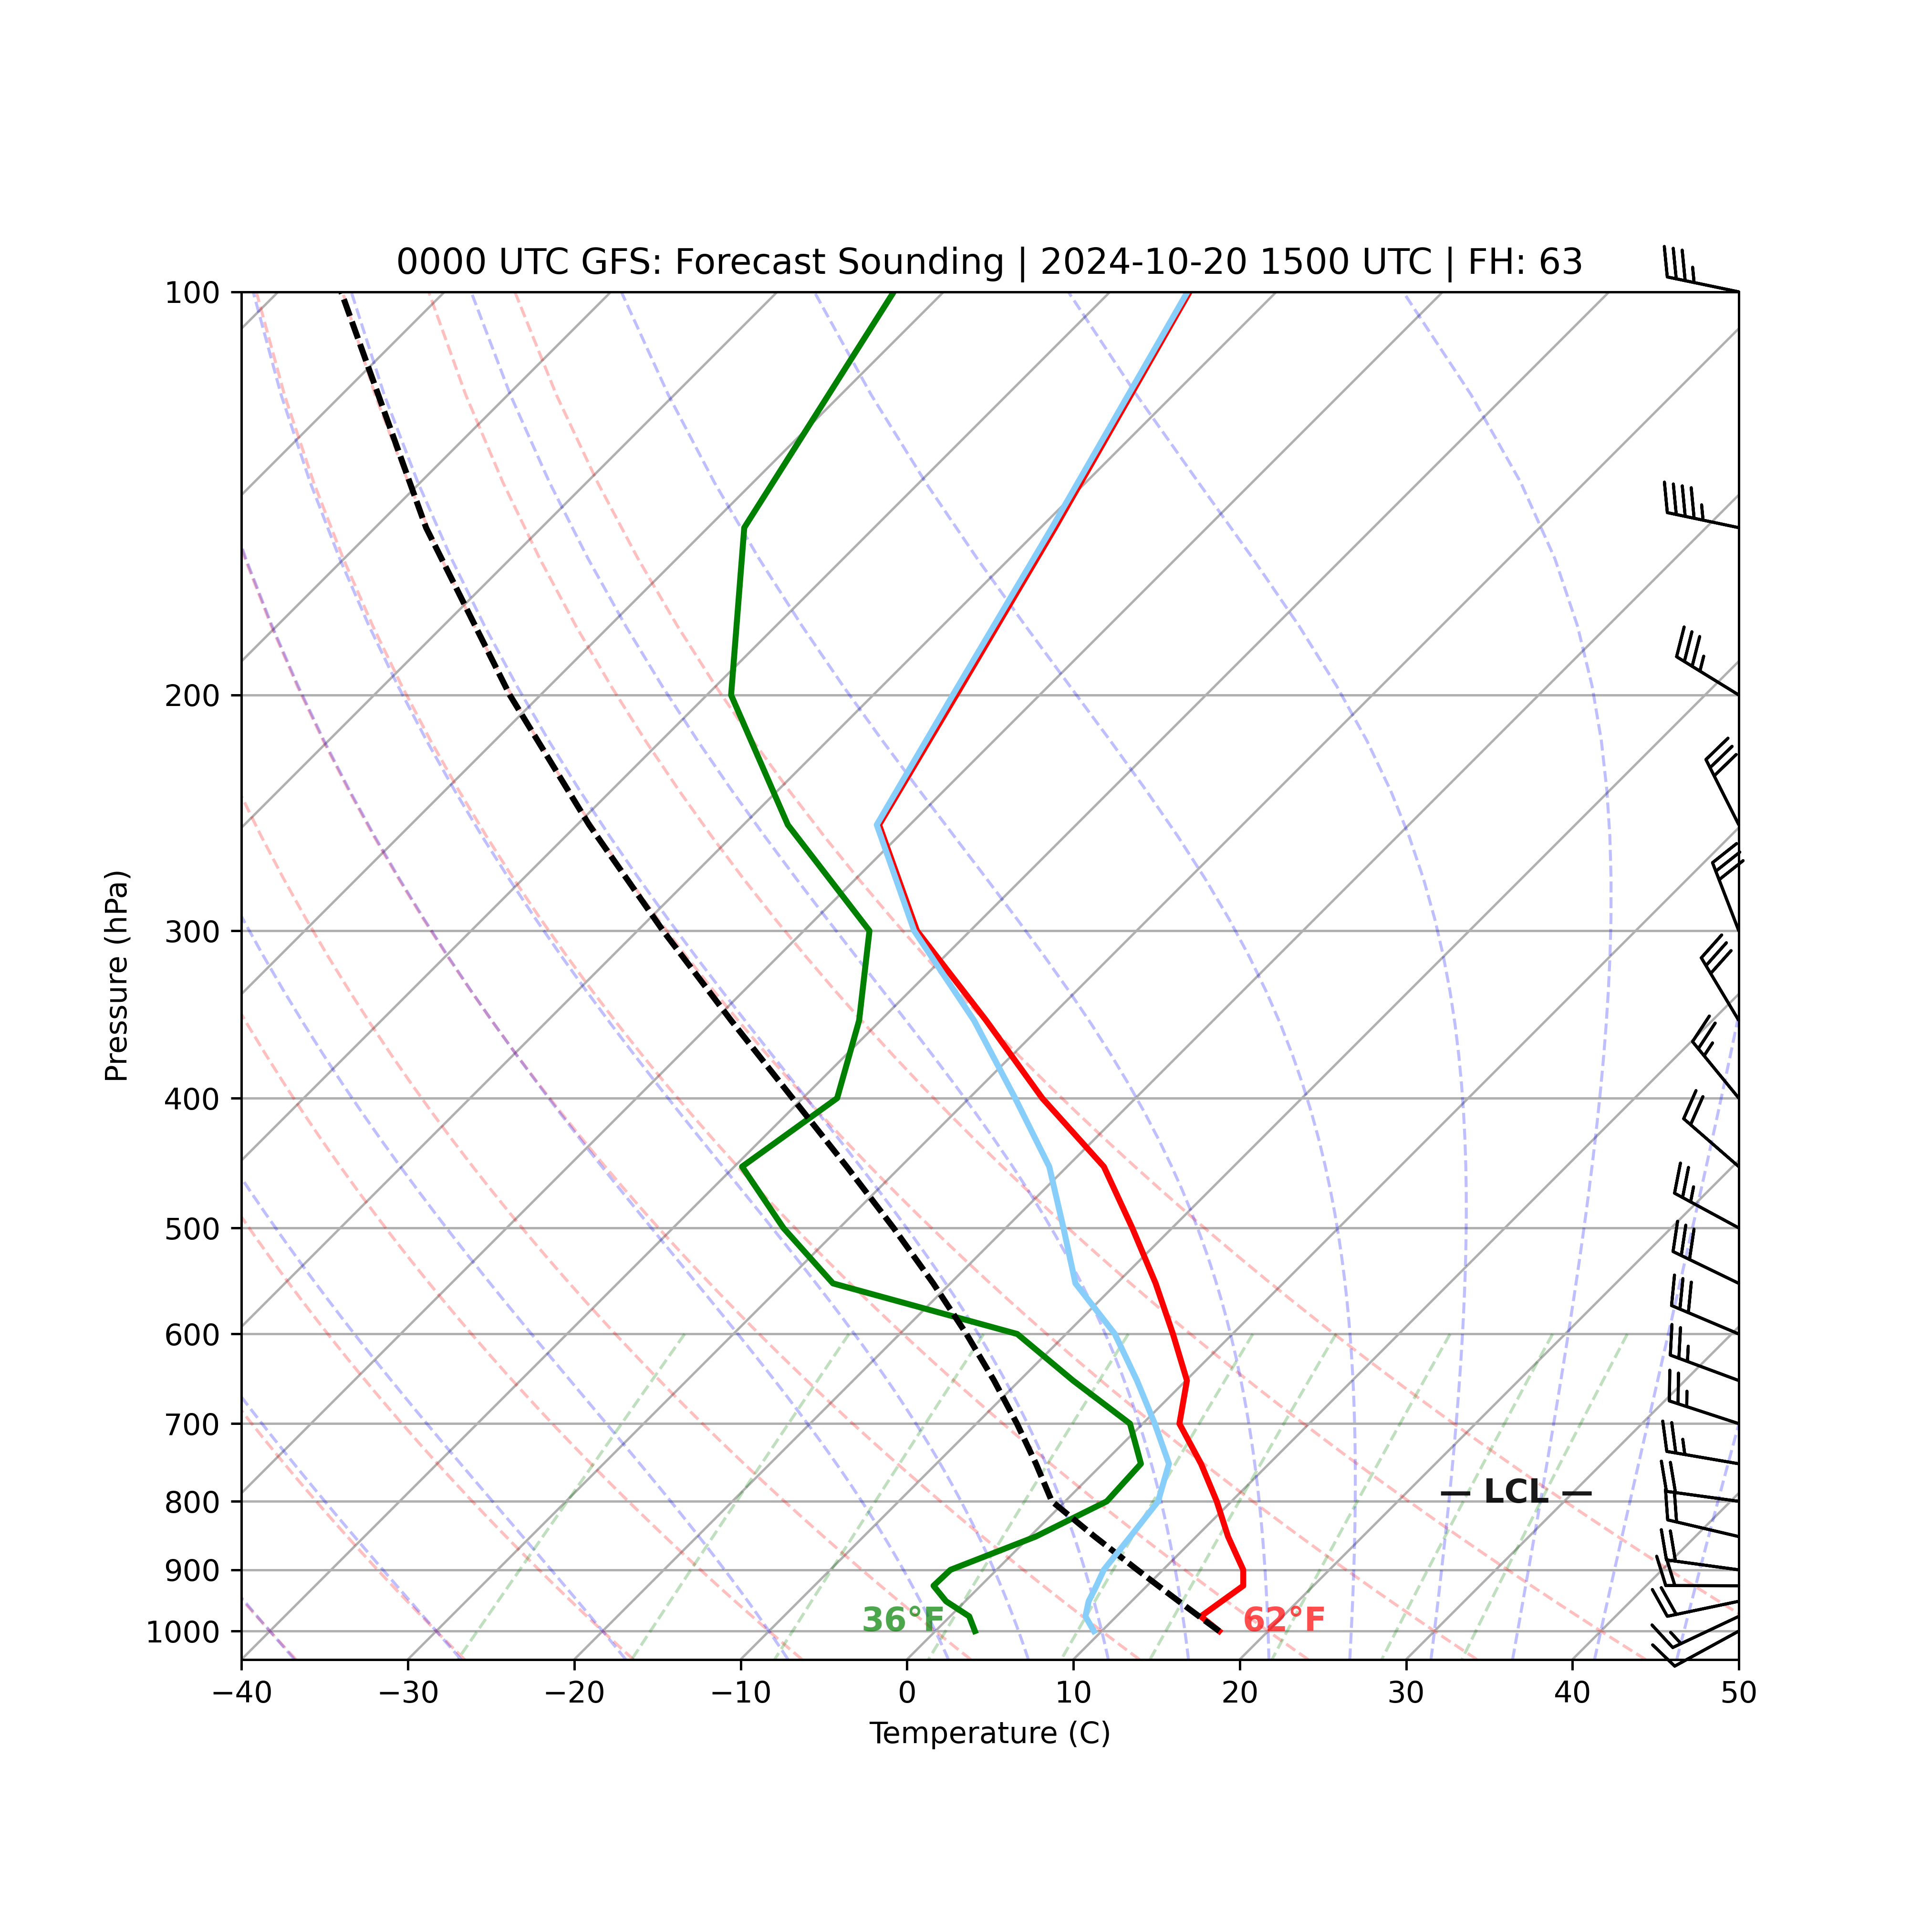 0000 UTC GFS: Forecast Sounding | 2024-10-20 1500 UTC | FH: 63
100
200
300
400
500
600
700
800
900
1000
Pressure (hPa)
— LCL —
36°F
62°F
−40 −30 −20 −10 0 10 20 30 40 50
Temperature (C)